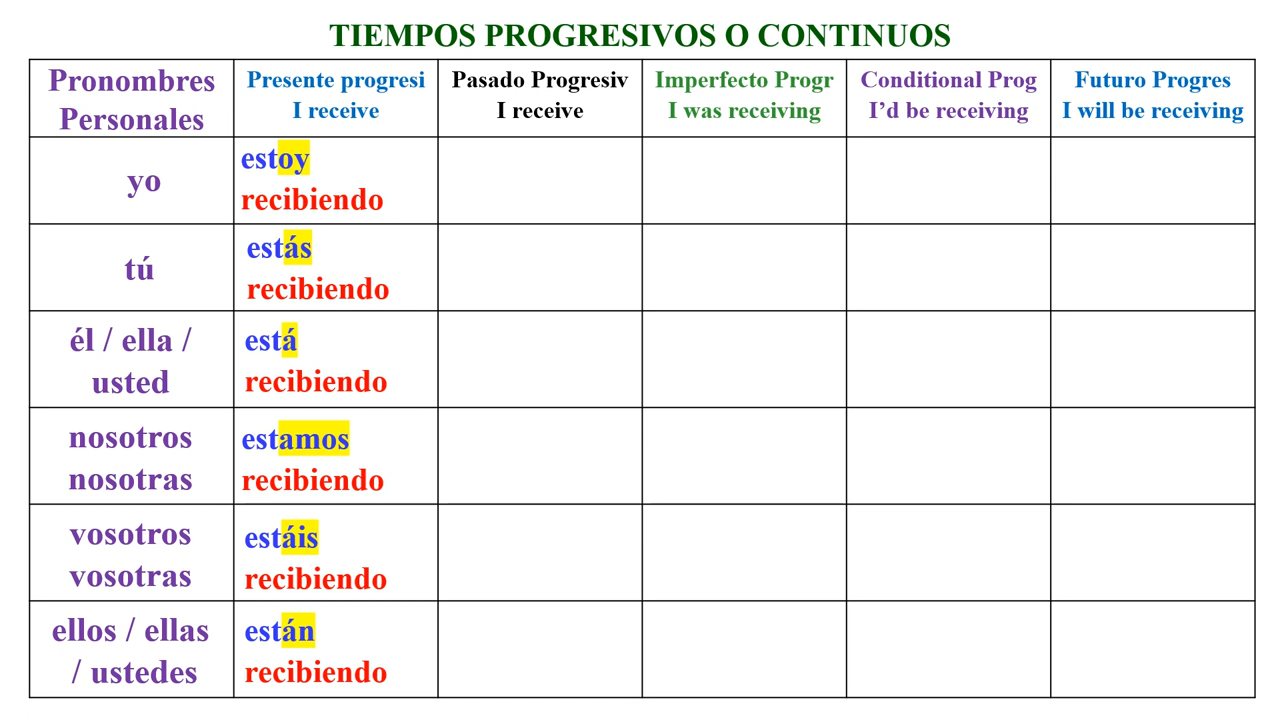 TIEMPOS PROGRESIVOS O CONTINUOS
Pronombres
Personales
Presente progresi
I receive
Pasado Progresiv
I receive
Imperfecto Progr
I was receiving
Conditional Prog
I’d be receiving
Futuro Progres
I will be receiving
yo
estoy
recibiendo
tú
estás
recibiendo
él / ella /
usted
está
recibiendo
nosotros
nosotras
estamos
recibiendo
vosotros
vosotras
estáis
recibiendo
ellos / ellas
/ ustedes
están
recibiendo